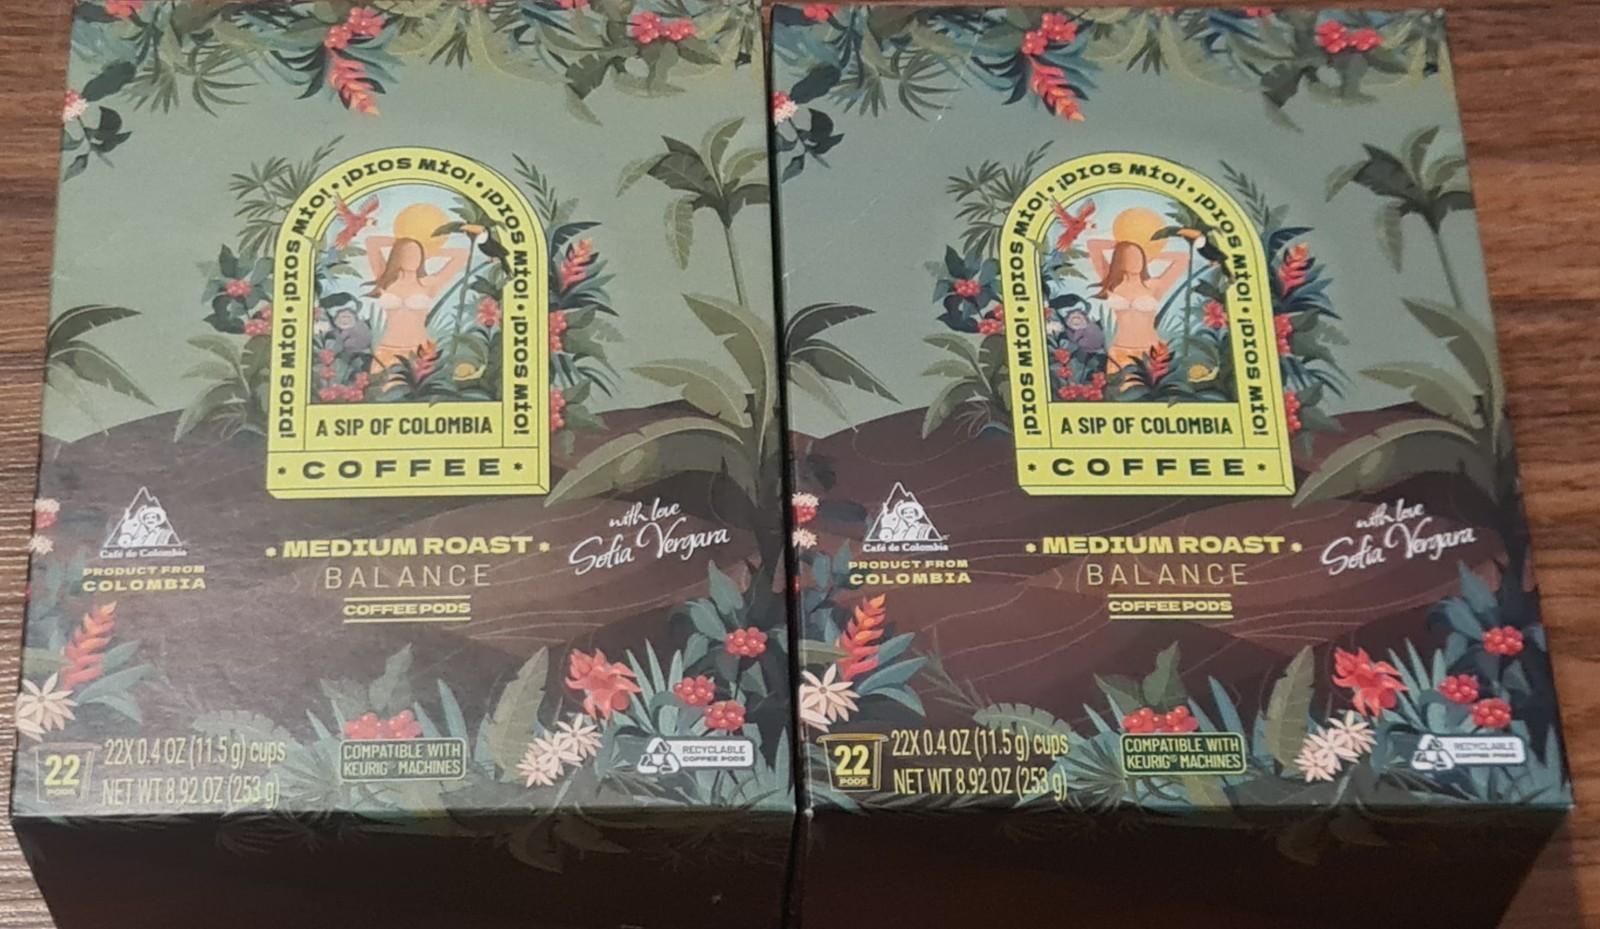 ¡DIOS MÍO! • ¡DIOS MÍO! • ¡DIOS MÍO! • ¡DIOS MÍO! • ¡DIOS MÍO!
A SIP OF COLOMBIA
* COFFEE *
Café de Colombia
PRODUCT FROM
COLOMBIA
* MEDIUM ROAST *
BALANCE
COFFEE PODS
with love
Sofia Vergara
22
PODS
22X 0.4 OZ (11.5 g) cups
NET WT 8.92 OZ (253 g)
COMPATIBLE WITH
KEURIG® MACHINES
RECYCLABLE
COFFEE PODS
¡DIOS MÍO! • ¡DIOS MÍO! • ¡DIOS MÍO! • ¡DIOS MÍO! • ¡DIOS MÍO!
A SIP OF COLOMBIA
* COFFEE *
Café de Colombia
PRODUCT FROM
COLOMBIA
* MEDIUM ROAST *
BALANCE
COFFEE PODS
with love
Sofia Vergara
22
PODS
22X 0.4 OZ (11.5 g) cups
NET WT 8.92 OZ (253 g)
COMPATIBLE WITH
KEURIG® MACHINES
RECYCLABLE
COFFEE PODS